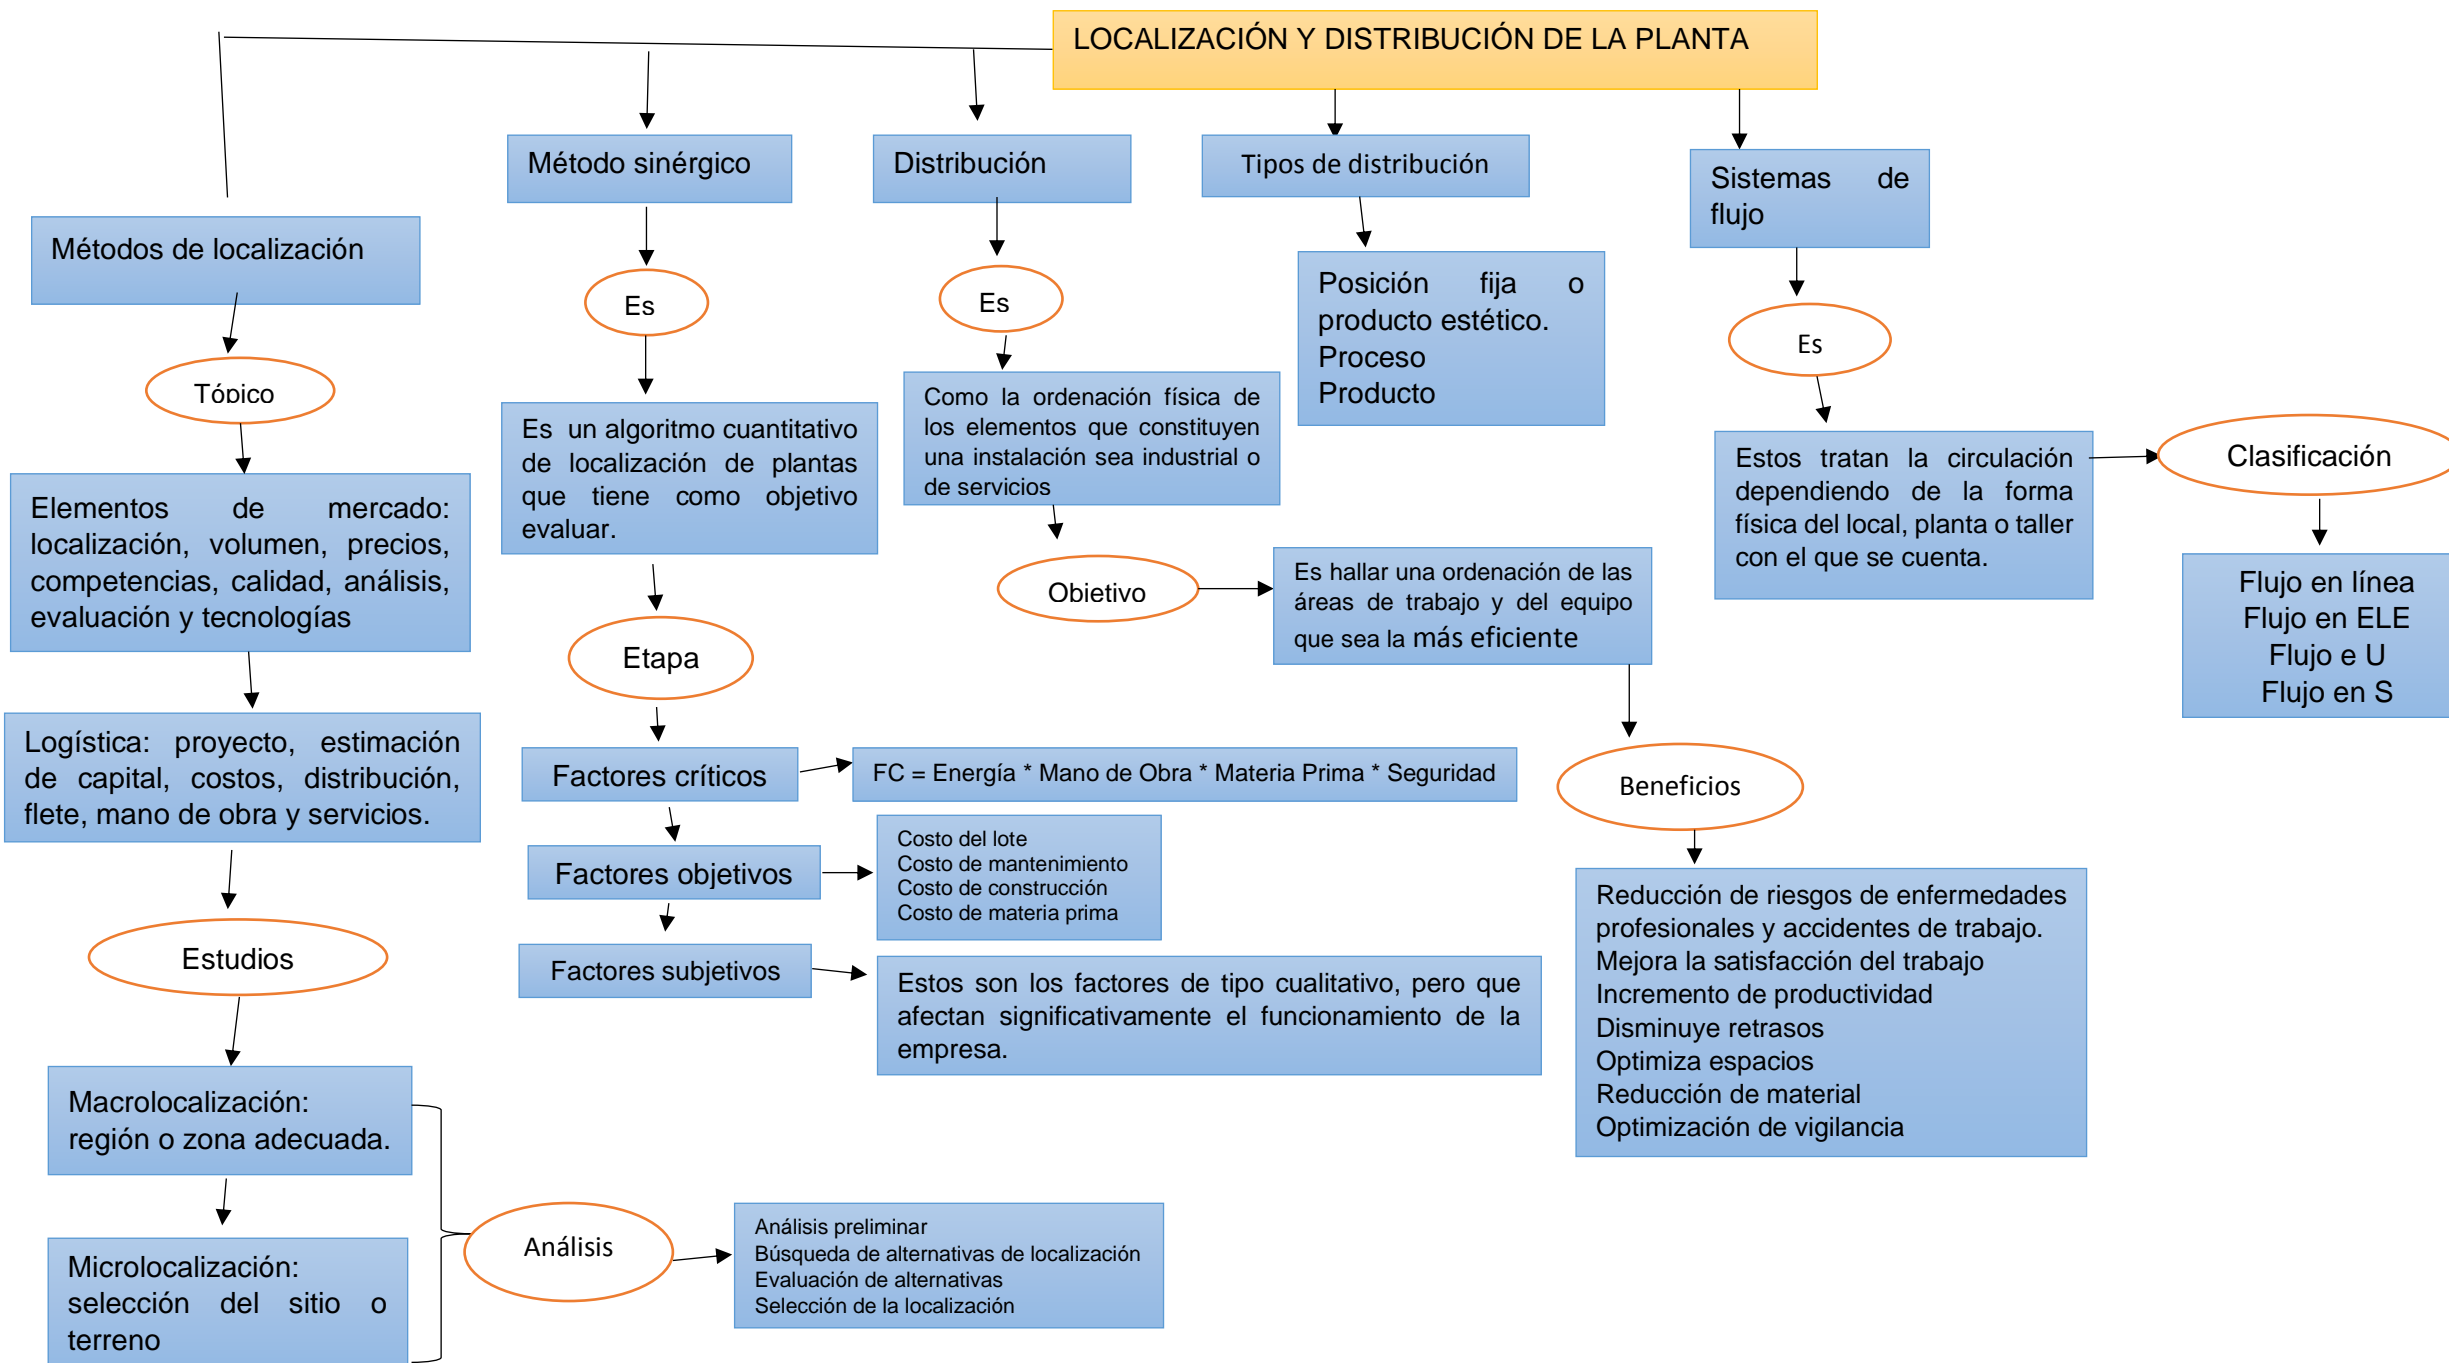 LOCALIZACIÓN Y DISTRIBUCIÓN DE LA PLANTA
Métodos de localización
Tópico
Elementos de mercado:
localización, volumen, precios,
competencias, calidad, análisis,
evaluación y tecnologías
Logística: proyecto, estimación
de capital, costos, distribución,
flete, mano de obra y servicios.
Estudios
Macrolocalización:
región o zona adecuada.
Microlocalización:
selección del sitio o
terreno
Análisis
Análisis preliminar
Búsqueda de alternativas de localización
Evaluación de alternativas
Selección de la localización
Método sinérgico
Es
Es un algoritmo cuantitativo
de localización de plantas
que tiene como objetivo
evaluar.
Etapa
Factores críticos
FC = Energía * Mano de Obra * Materia Prima * Seguridad
Factores objetivos
Costo del lote
Costo de mantenimiento
Costo de construcción
Costo de materia prima
Factores subjetivos
Estos son los factores de tipo cualitativo, pero que
afectan significativamente el funcionamiento de la
empresa.
Distribución
Es
Como la ordenación física de
los elementos que constituyen
una instalación sea industrial o
de servicios
Objetivo
Es hallar una ordenación de las
áreas de trabajo y del equipo
que sea la más eficiente
Beneficios
Reducción de riesgos de enfermedades
profesionales y accidentes de trabajo.
Mejora la satisfacción del trabajo
Incremento de productividad
Disminuye retrasos
Optimiza espacios
Reducción de material
Optimización de vigilancia
Tipos de distribución
Posición fija o
producto estético.
Proceso
Producto
Sistemas de
flujo
Es
Estos tratan la circulación
dependiendo de la forma
física del local, planta o taller
con el que se cuenta.
Clasificación
Flujo en línea
Flujo en ELE
Flujo e U
Flujo en S